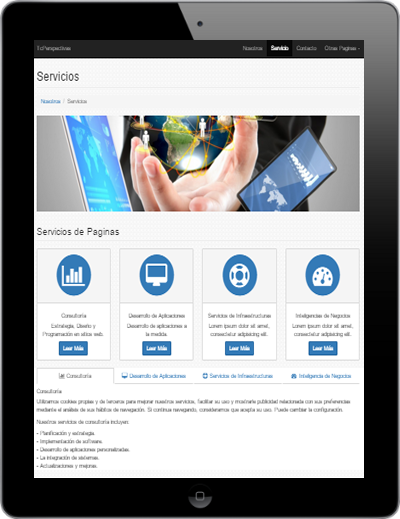 TcPerspectivas
Nosotros Servicio Contacto Otras Paginas
Servicios
Nosotros / Servicios
Servicios de Paginas
Consultoria Desarrollo de Aplicaciones Servicios de Infraestructuras Inteligencias de Negocios
Estrategia, Diseño y Desarrollo de aplicaciones a Lorem ipsum dolor sit amet, Lorem ipsum dolor sit amet,
Programación en sitios web. la medida. consectetur adipisicing elit. consectetur adipisicing elit.
Leer Más Leer Más Leer Más Leer Más
Consultoría Desarrollo de Aplicaciones Servicios de Infraestructuras Inteligencia de Negocios
Consultoria
Utilizamos cookies propias y de terceros para mejorar nuestros servicios, facilitar su uso y mostrarle publicidad relacionada con sus preferencias
mediante el análisis de sus hábitos de navegación. Si continua navegando, consideramos que acepta su uso. Puede cambiar la configuración.
Nuestros servicios de consultoría incluyen:
- Planificación y estrategia.
- Implementación de software.
- Desarrollo de aplicaciones personalizadas.
- La integración de sistemas.
- Actualizaciones y mejoras.